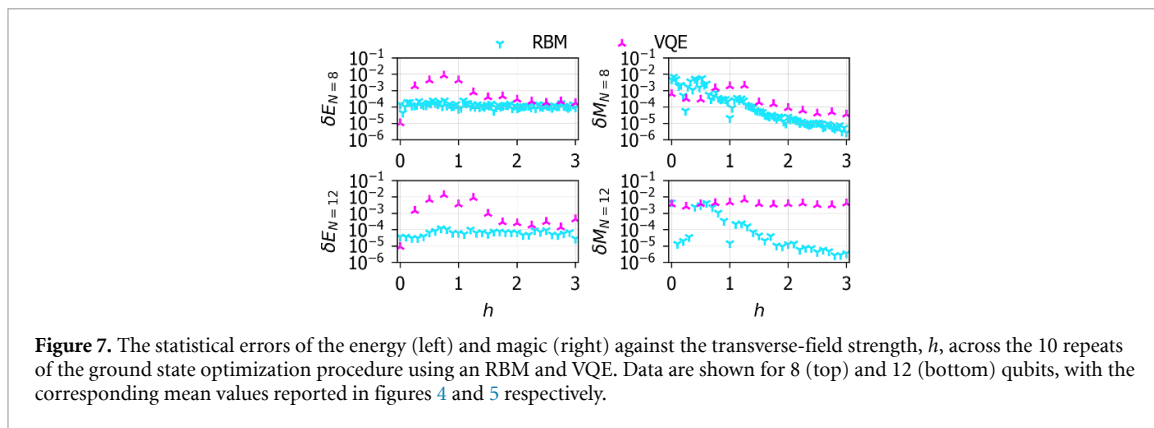 RBM VQE
10⁻¹
10⁻²
10⁻³
10⁻⁴
10⁻⁵
10⁻⁶
δE_{N=8}
0 1 2 3
10⁻¹
10⁻²
10⁻³
10⁻⁴
10⁻⁵
10⁻⁶
δM_{N=8}
0 1 2 3
10⁻¹
10⁻²
10⁻³
10⁻⁴
10⁻⁵
10⁻⁶
δE_{N=12}
0 1 2 3
h
10⁻¹
10⁻²
10⁻³
10⁻⁴
10⁻⁵
10⁻⁶
δM_{N=12}
0 1 2 3
h
Figure 7. The statistical errors of the energy (left) and magic (right) against the transverse-field strength, h, across the 10 repeats
of the ground state optimization procedure using an RBM and VQE. Data are shown for 8 (top) and 12 (bottom) qubits, with the
corresponding mean values reported in figures 4 and 5 respectively.